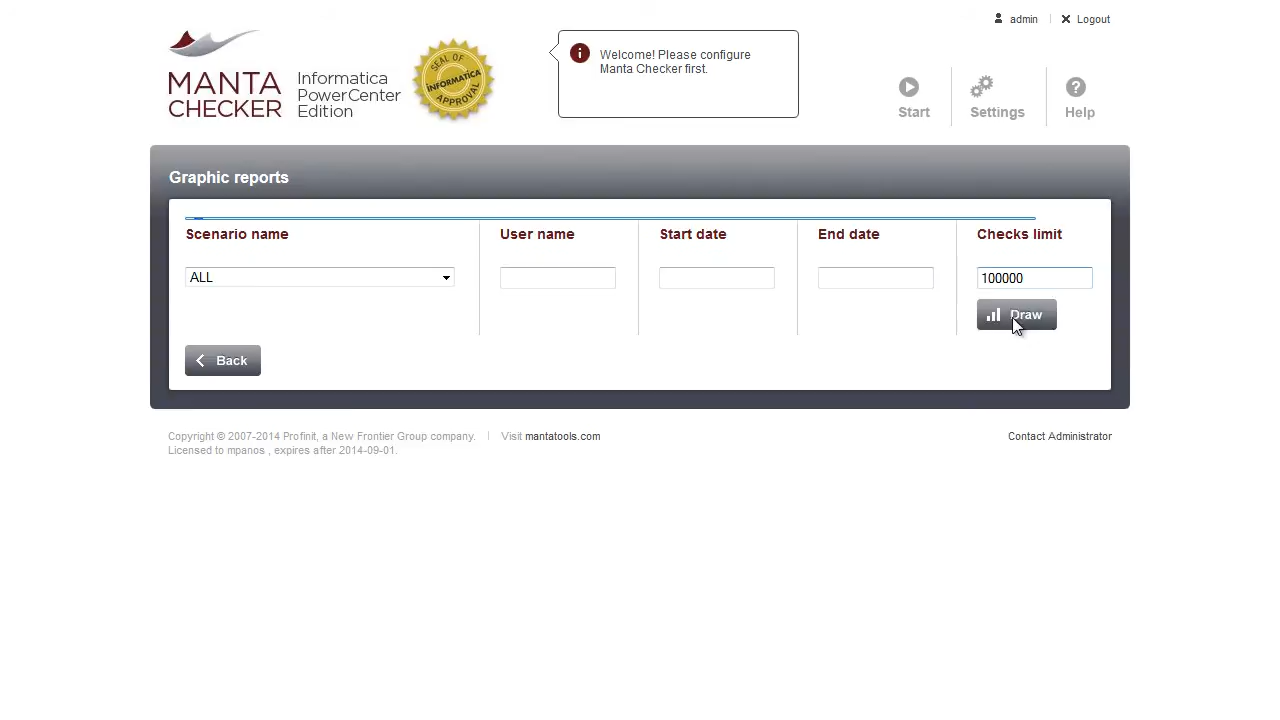 admin
Logout
MANTA
CHECKER
Informatica
PowerCenter
Edition
SEAL OF
INFORMATICA
APPROVAL
Welcome! Please configure
Manta Checker first.
Start
Settings
Help
Graphic reports
Scenario name
User name
Start date
End date
Checks limit
ALL
100000
Draw
Back
Copyright © 2007-2014 Profinit, a New Frontier Group company.
Visit mantatools.com
Contact Administrator
Licensed to mpanos , expires after 2014-09-01.